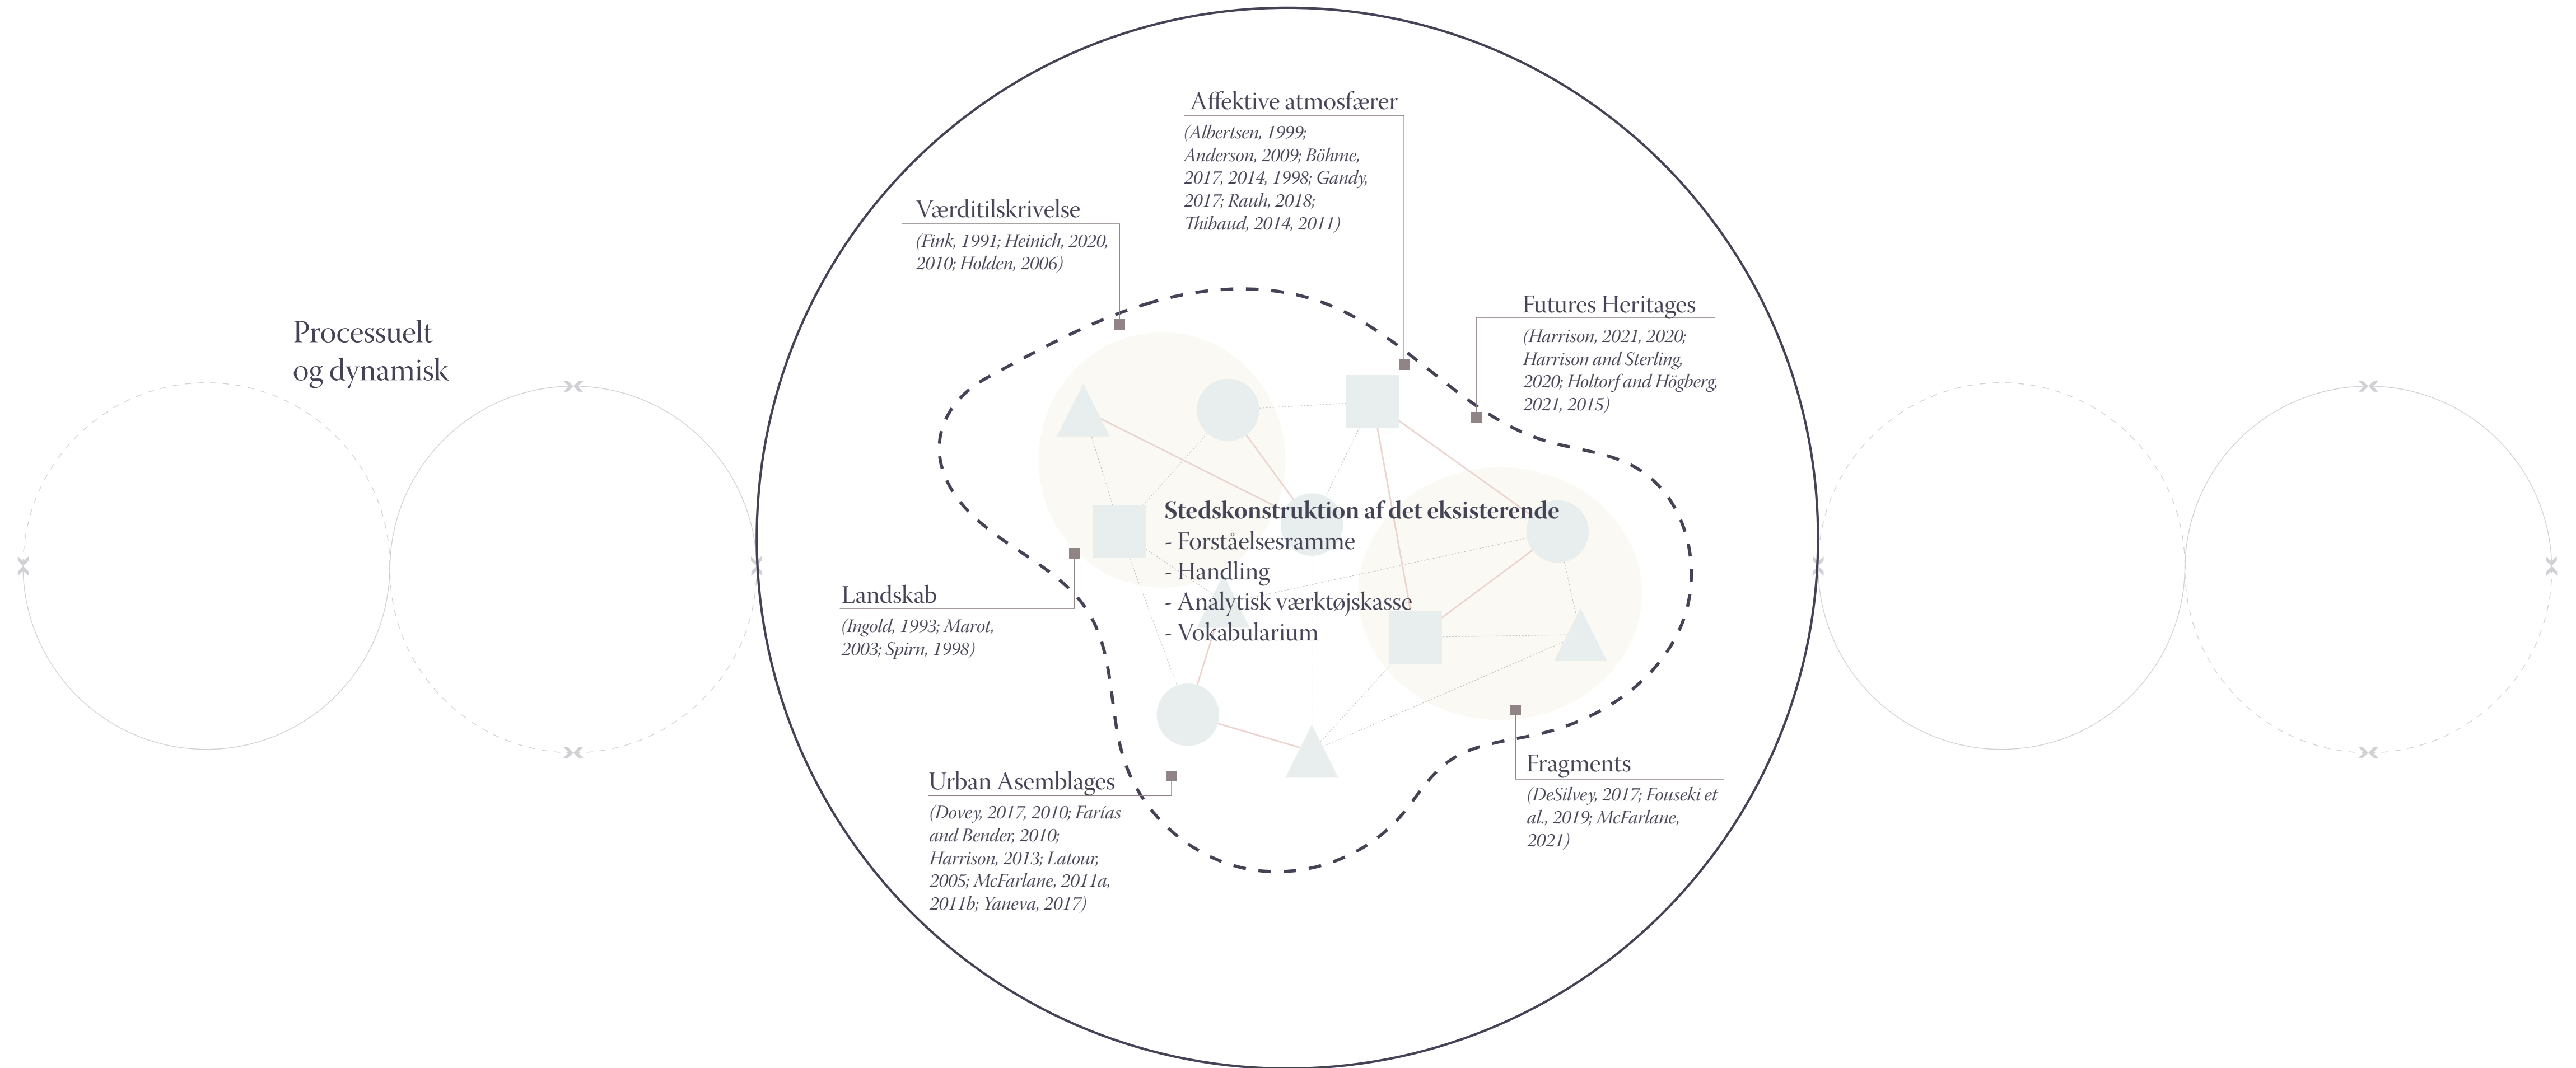 Processuelt
og dynamisk
Affektive atmosfærer
(Albertsen, 1999;
Anderson, 2009; Böhme,
2017, 2014, 1998; Gandy,
2017; Rauh, 2018;
Thibaud, 2014, 2011)
Værditilskrivelse
(Fink, 1991; Heinich, 2020,
2010; Holden, 2006)
Futures Heritages
(Harrison, 2021, 2020;
Harrison and Sterling,
2020; Holtorf and Högberg,
2021, 2015)
Stedskonstruktion af det eksisterende
- Forståelsesramme
- Handling
- Analytisk værktøjskasse
- Vokabularium
Landskab
(Ingold, 1993; Marot,
2003; Spirn, 1998)
Urban Asemblages
(Dovey, 2017, 2010; Farías
and Bender, 2010;
Harrison, 2013; Latour,
2005; McFarlane, 2011a,
2011b; Yaneva, 2017)
Fragments
(DeSilvey, 2017; Fouseki et
al., 2019; McFarlane,
2021)